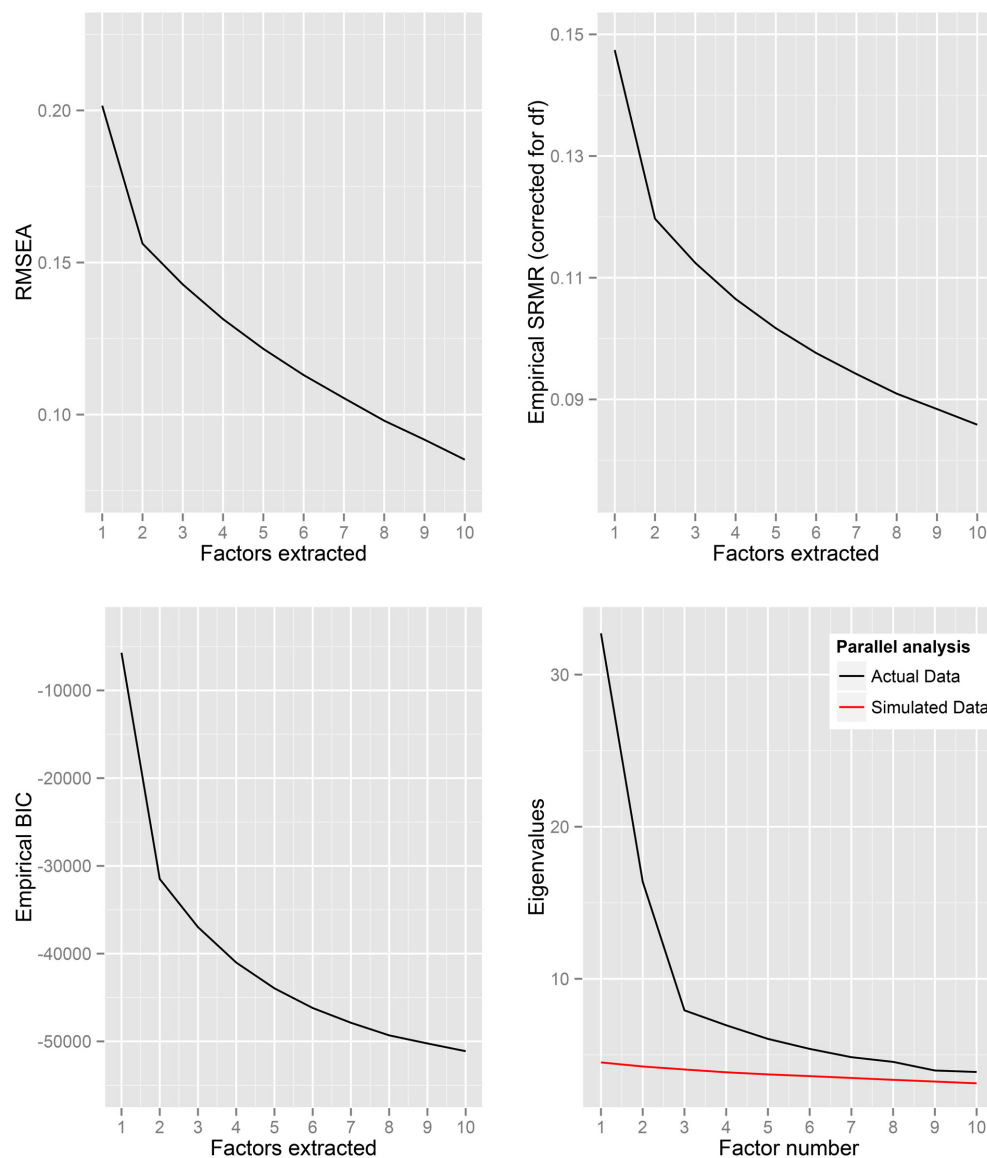 RMSEA
0.20
0.15
0.10
1 2 3 4 5 6 7 8 9 10
Factors extracted
Empirical SRMR (corrected for df)
0.15
0.13
0.11
0.09
1 2 3 4 5 6 7 8 9 10
Factors extracted
Empirical BIC
-10000
-20000
-30000
-40000
-50000
1 2 3 4 5 6 7 8 9 10
Factors extracted
Eigenvalues
30
20
10
Parallel analysis
Actual Data
Simulated Data
1 2 3 4 5 6 7 8 9 10
Factor number